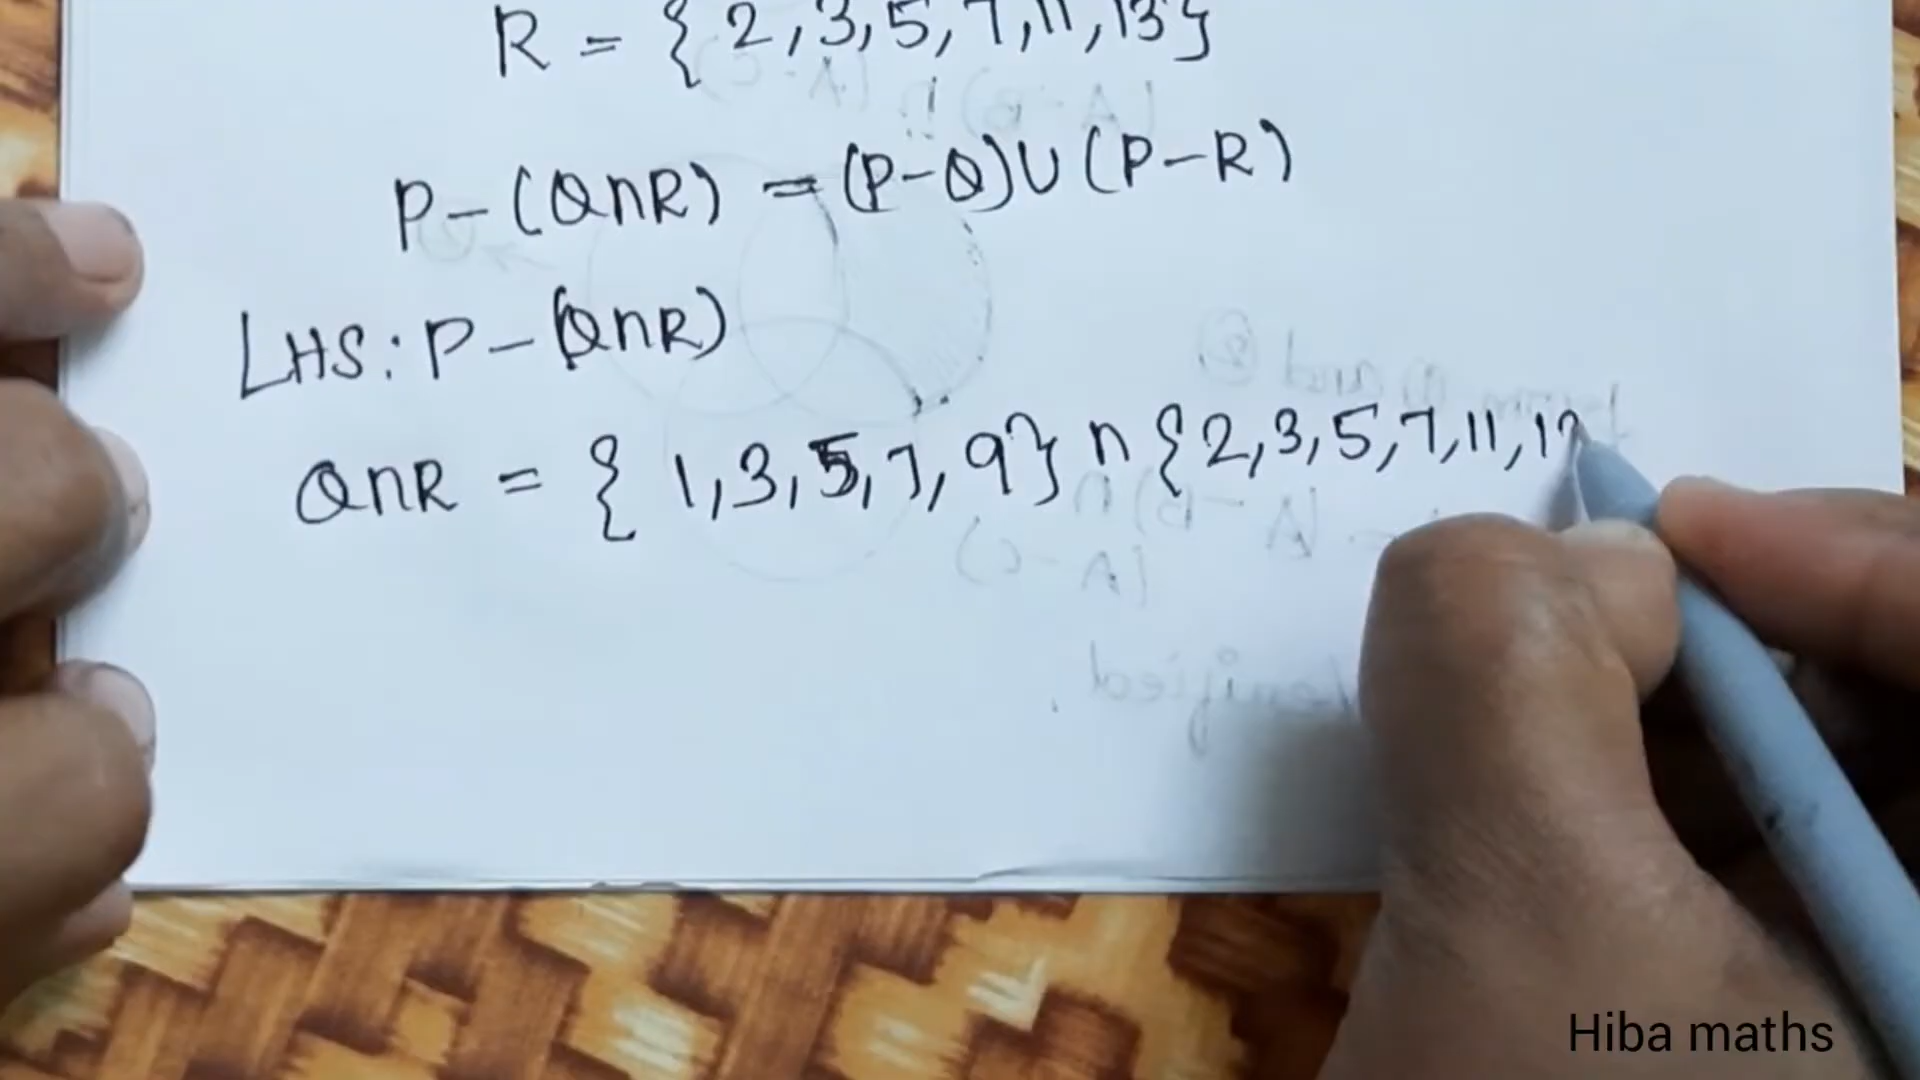 R = { 2, 3, 5, 7, 11, 13 }
P - (Q∩R) = (P-Q)∪(P-R)
LHS: P - (Q∩R)
Q∩R = { 1, 3, 5, 7, 9 } ∩ { 2, 3, 5, 7, 11, 13
Hiba maths